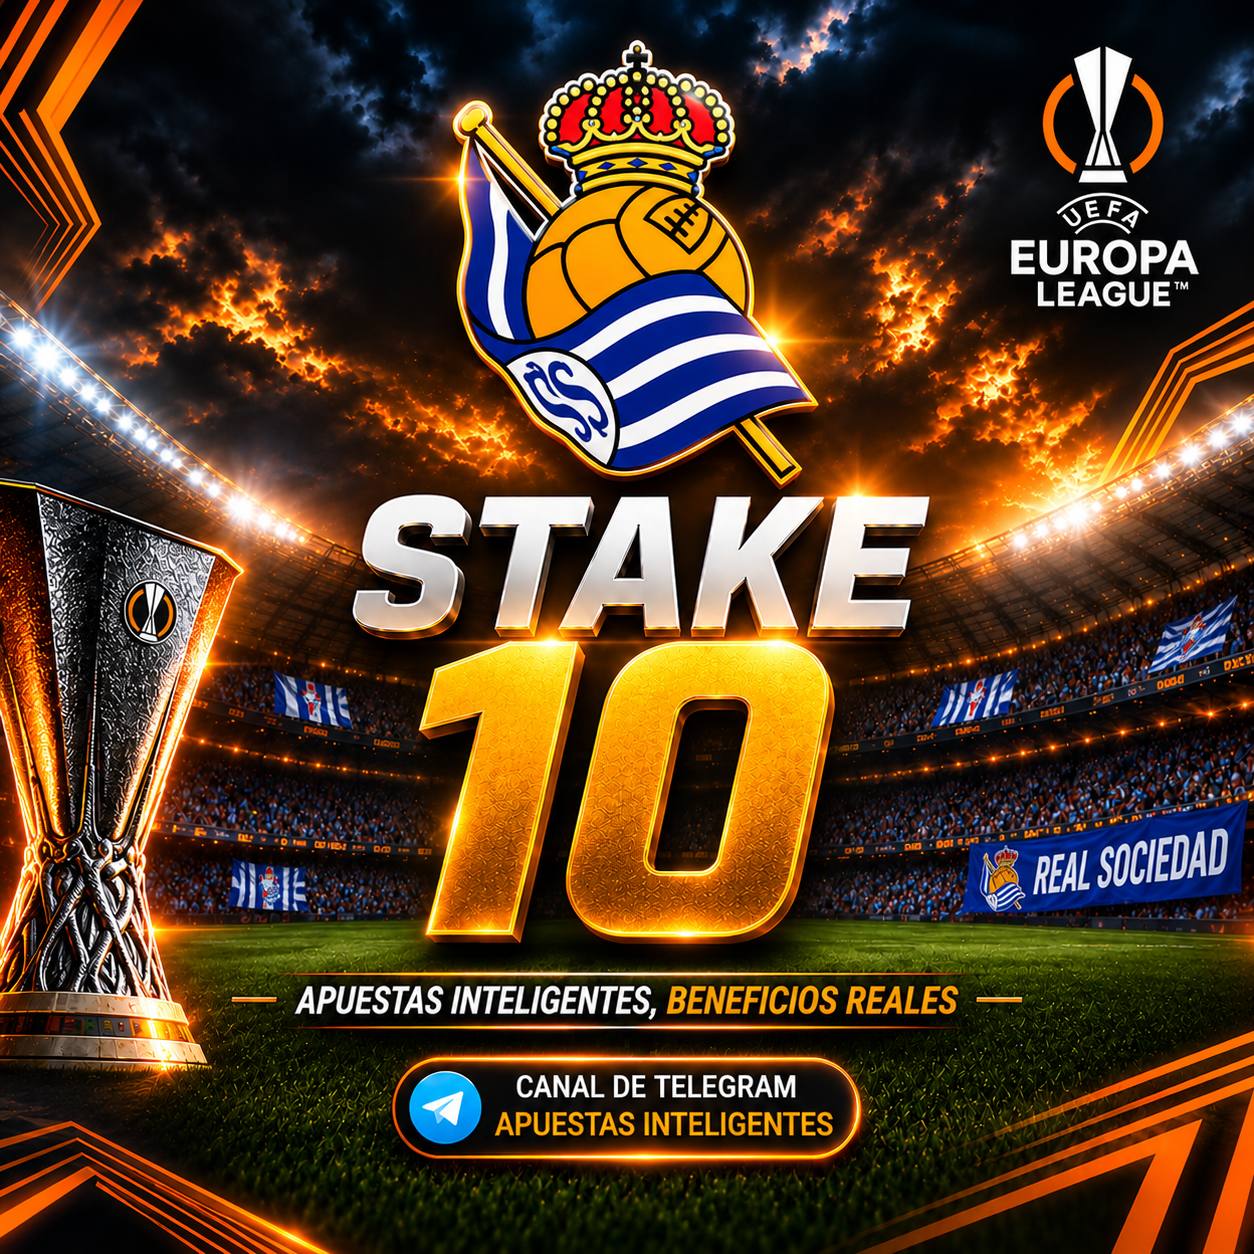 UEFA
EUROPA
LEAGUE™
STAKE
10
REAL SOCIEDAD
APUESTAS INTELIGENTES, BENEFICIOS REALES
CANAL DE TELEGRAM
APUESTAS INTELIGENTES